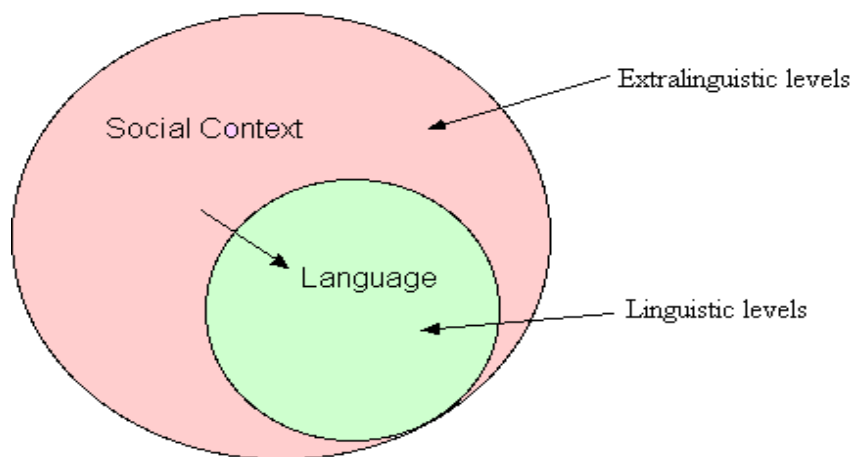 Extralinguistic levels
Social Context
Language
Linguistic levels